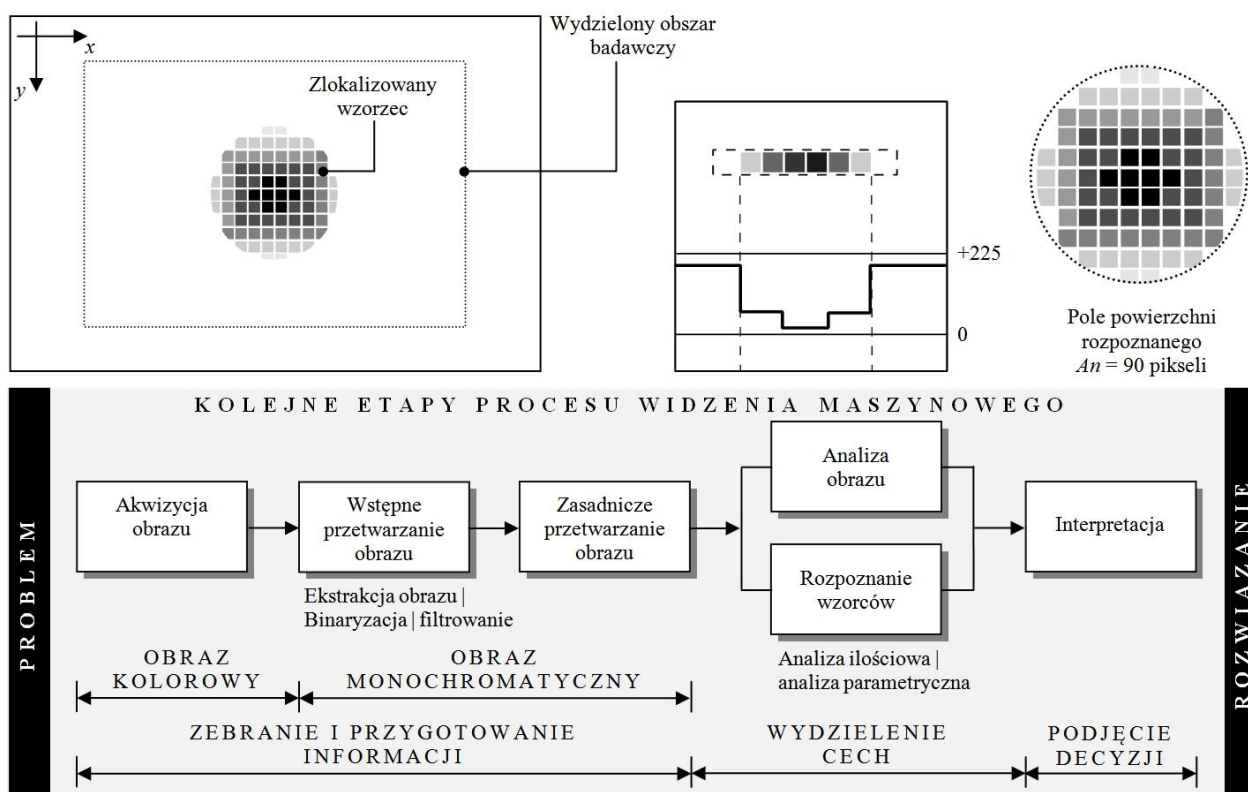 x
y
Wydzielony obszar
badawczy
Zlokalizowany
wzorzec
+225
0
Pole powierzchni
rozpoznanego
An = 90 pikseli
KOLEJNE ETAPY PROCESU WIDZENIA MASZYNOWEGO
PROBLEM
Akwizycja
obrazu
Wstępne
przetwarzanie
obrazu
Zasadnicze
przetwarzanie
obrazu
Analiza
obrazu
Rozpoznanie
wzorców
Interpretacja
Ekstrakcja obrazu |
Binaryzacja | filtrowanie
Analiza ilościowa |
analiza parametryczna
OBRAZ
KOLOROWY
OBRAZ
MONOCHROMATYCZNY
ZEBRANIE I PRZYGOTOWANIE
INFORMACJI
WYDZIELENIE
CECH
PODJĘCIE
DECYZJI
ROZWIĄZANIE